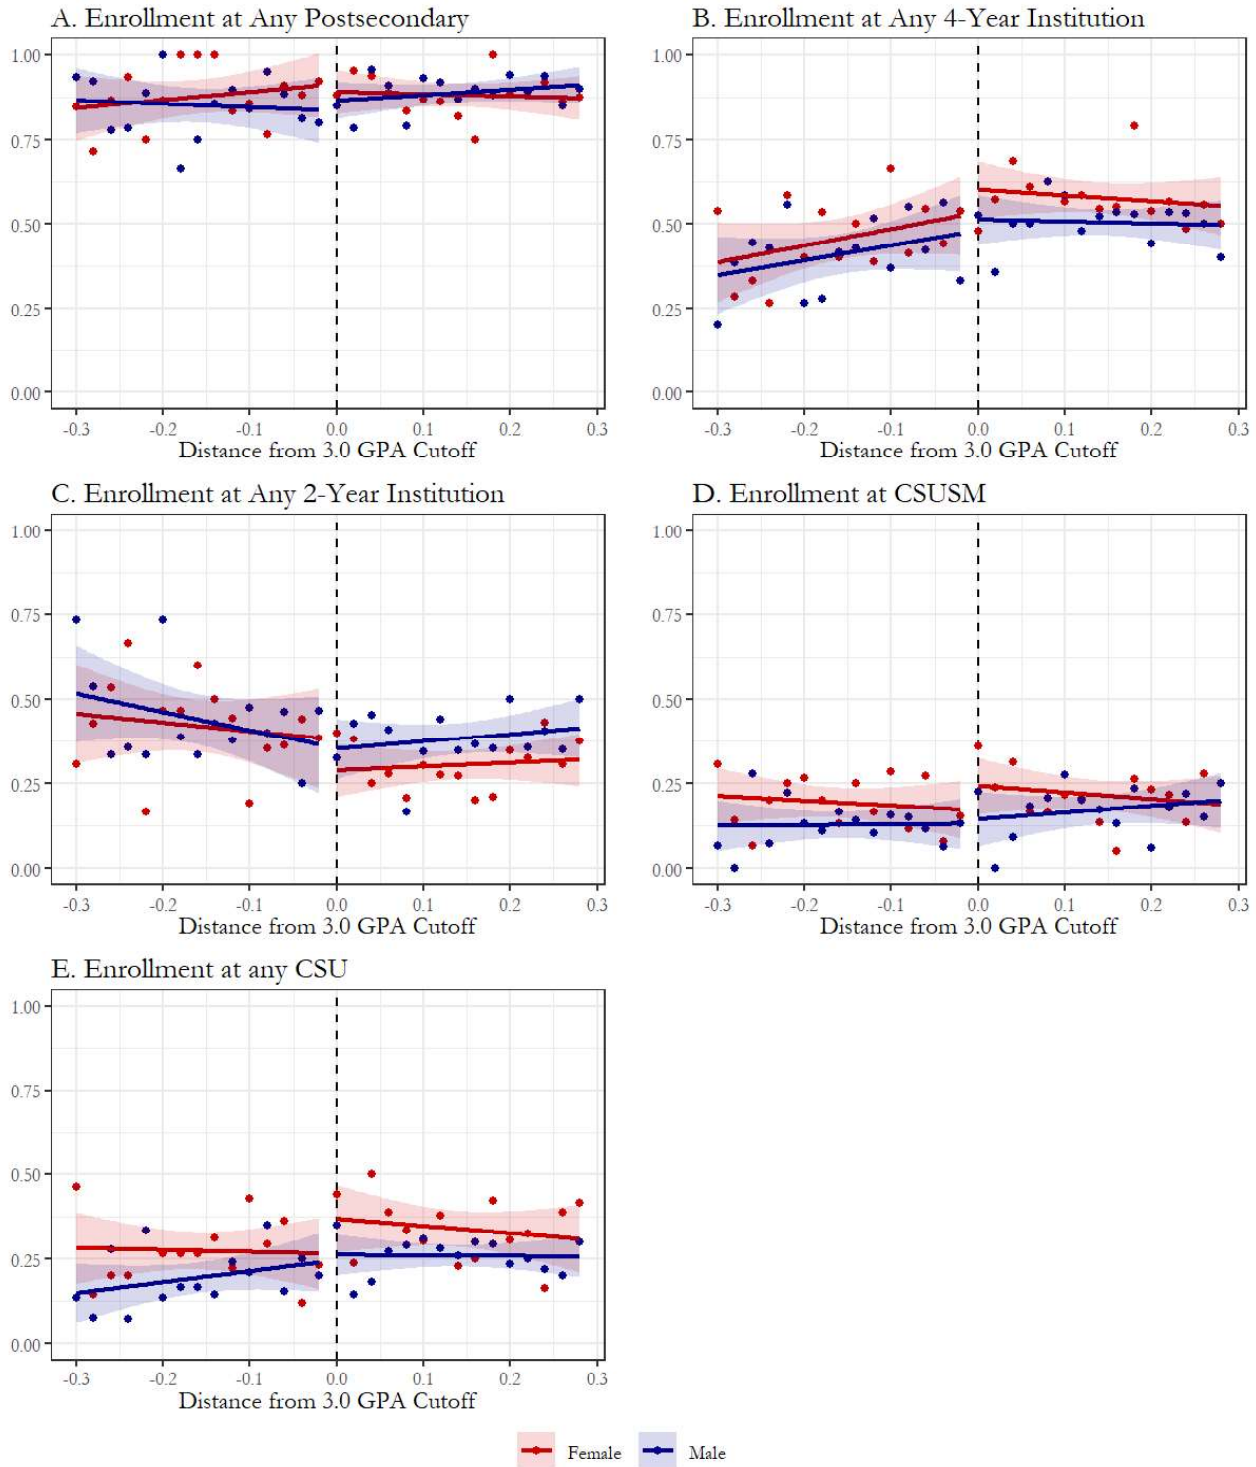 A. Enrollment at Any Postsecondary
1.00
0.75
0.50
0.25
0.00
-0.3 -0.2 -0.1 0.0 0.1 0.2 0.3
Distance from 3.0 GPA Cutoff
B. Enrollment at Any 4-Year Institution
1.00
0.75
0.50
0.25
0.00
-0.3 -0.2 -0.1 0.0 0.1 0.2 0.3
Distance from 3.0 GPA Cutoff
C. Enrollment at Any 2-Year Institution
1.00
0.75
0.50
0.25
0.00
-0.3 -0.2 -0.1 0.0 0.1 0.2 0.3
Distance from 3.0 GPA Cutoff
D. Enrollment at CSUSM
1.00
0.75
0.50
0.25
0.00
-0.3 -0.2 -0.1 0.0 0.1 0.2 0.3
Distance from 3.0 GPA Cutoff
E. Enrollment at any CSU
1.00
0.75
0.50
0.25
0.00
-0.3 -0.2 -0.1 0.0 0.1 0.2 0.3
Distance from 3.0 GPA Cutoff
Female Male